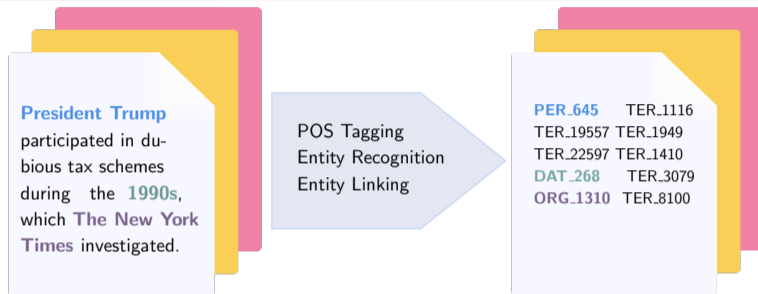 President Trump
participated in du-
bious tax schemes
during the 1990s,
which The New York
Times investigated.
POS Tagging
Entity Recognition
Entity Linking
PER_645 TER_1116
TER_19557 TER_1949
TER_22597 TER_1410
DAT_268 TER_3079
ORG_1310 TER_8100